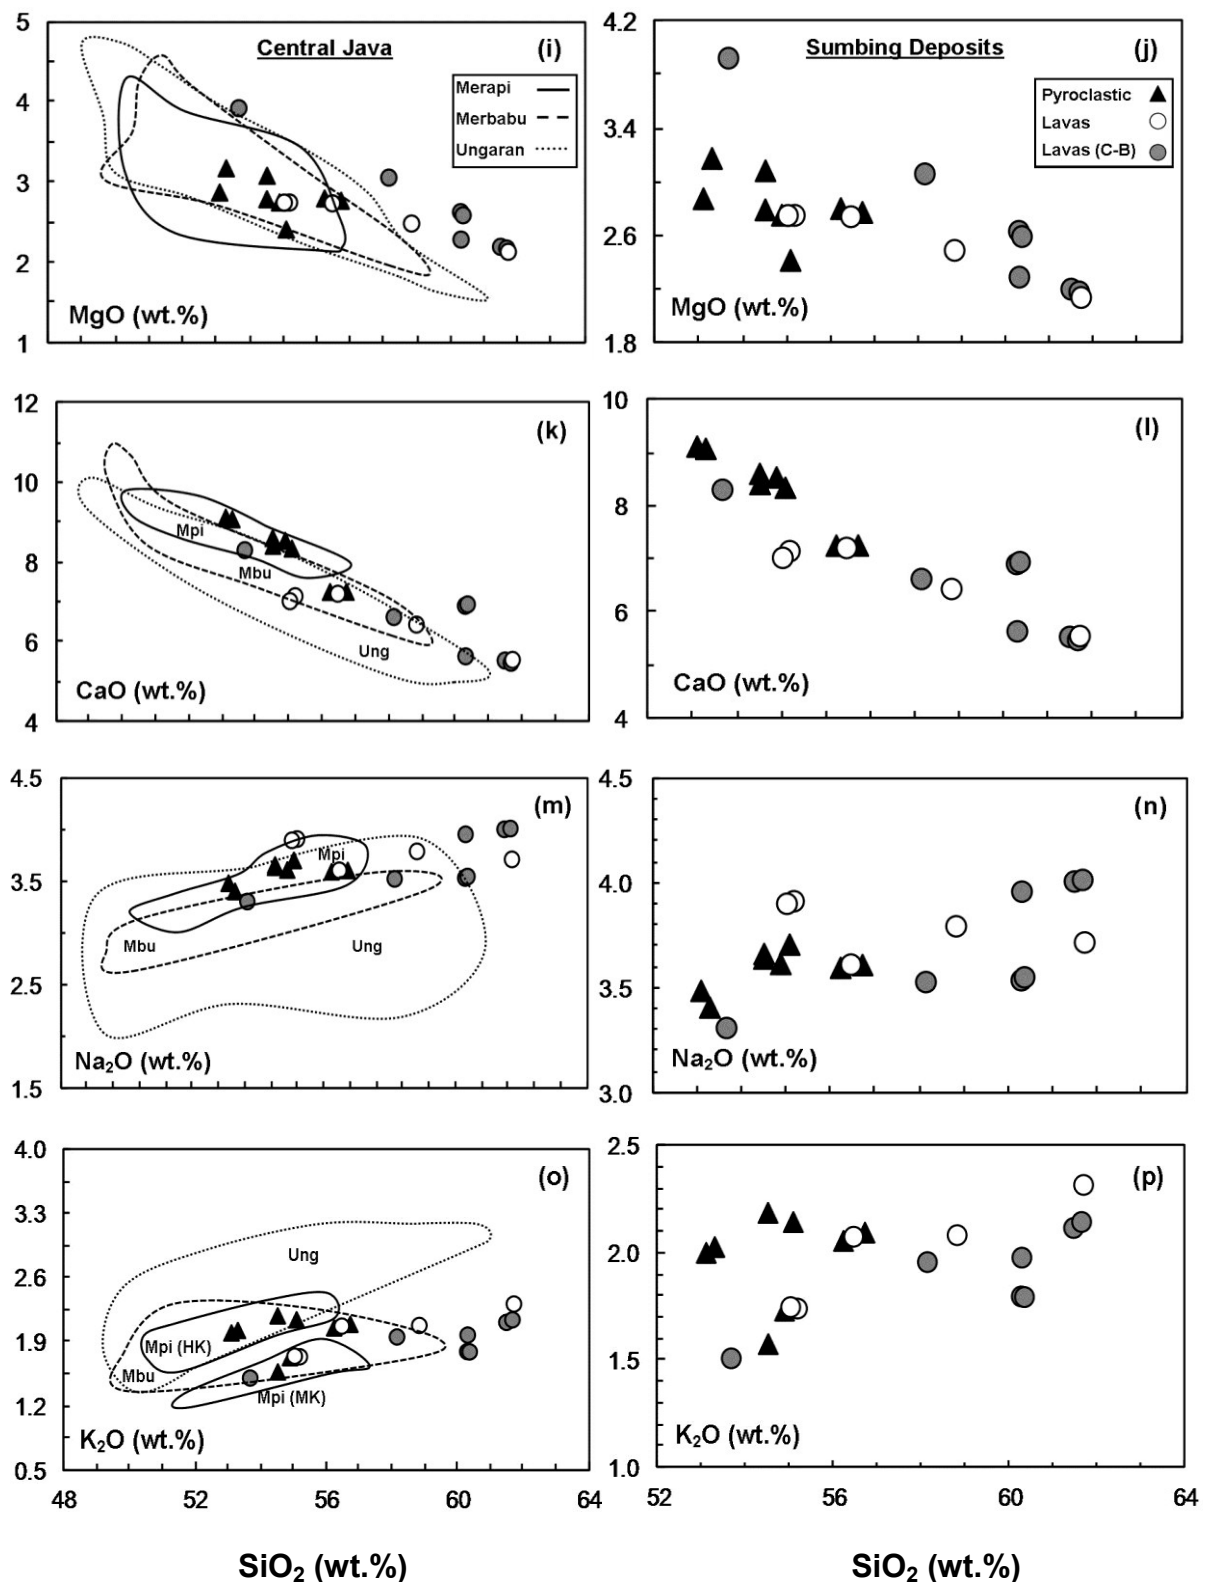 5
4
3
2
1
Central Java
(i)
Merapi
Merbabu
Ungaran
MgO (wt.%)
4.2
3.4
2.6
1.8
Sumbing Deposits
(j)
Pyroclastic
Lavas
Lavas (C-B)
MgO (wt.%)
12
10
8
6
4
(k)
Mpi
Mbu
Ung
CaO (wt.%)
10
8
6
4
(l)
CaO (wt.%)
4.5
3.5
2.5
1.5
(m)
Mpi
Mbu
Ung
Na₂O (wt.%)
4.5
4.0
3.5
3.0
(n)
Na₂O (wt.%)
4.0
3.3
2.6
1.9
1.2
0.5
(o)
Ung
Mpi (HK)
Mbu
Mpi (MK)
K₂O (wt.%)
48 52 56 60 64
SiO₂ (wt.%)
2.5
2.0
1.5
1.0
(p)
K₂O (wt.%)
52 56 60 64
SiO₂ (wt.%)